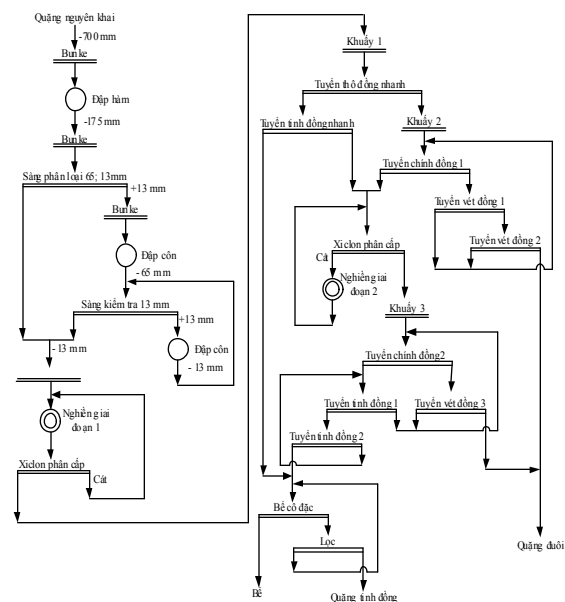 Quặng nguyên khai
-700 mm
Bunke
Đập hàm
-175 mm
Bunke
Sàng phân loại 65; 13mm
+13 mm
Bunke
Đập côn
- 65 mm
Sàng kiểm tra 13 mm
+13 mm
- 13 mm
Đập côn
- 13 mm
Nghiền giai
đoạn 1
Xiclon phân cấp
Cát
Khuấy 1
Tuyển thô đồng nhanh
Tuyển tinh đồng nhanh
Khuấy 2
Tuyển chính đồng 1
Tuyển vét đồng 1
Tuyển vét đồng 2
Xiclon phân cấp
Cát
Nghiền giai
đoạn 2
Khuấy 3
Tuyển chính đồng2
Tuyển tinh đồng 1
Tuyển vét đồng 3
Tuyển tinh đồng 2
Bể cô đặc
Lọc
Quặng đuôi
Bể
Quặng tinh đồng